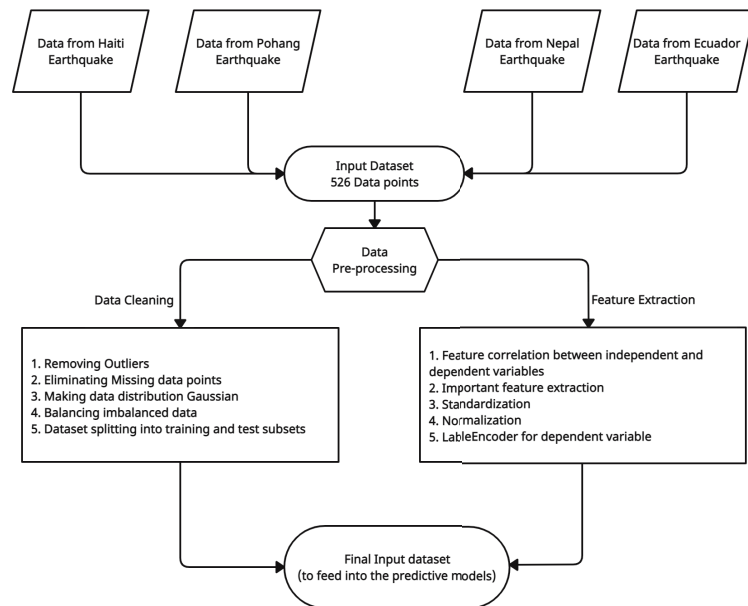 Data from Haiti
Earthquake
Data from Pohang
Earthquake
Data from Nepal
Earthquake
Data from Ecuador
Earthquake
Input Dataset
526 Data points
Data
Pre-processing
Data Cleaning
Feature Extraction
1. Removing Outliers
2. Eliminating Missing data points
3. Making data distribution Gaussian
4. Balancing imbalanced data
5. Dataset splitting into training and test subsets
1. Feature correlation between independent and
dependent variables
2. Important feature extraction
3. Standardization
4. Normalization
5. LableEncoder for dependent variable
Final Input dataset
(to feed into the predictive models)